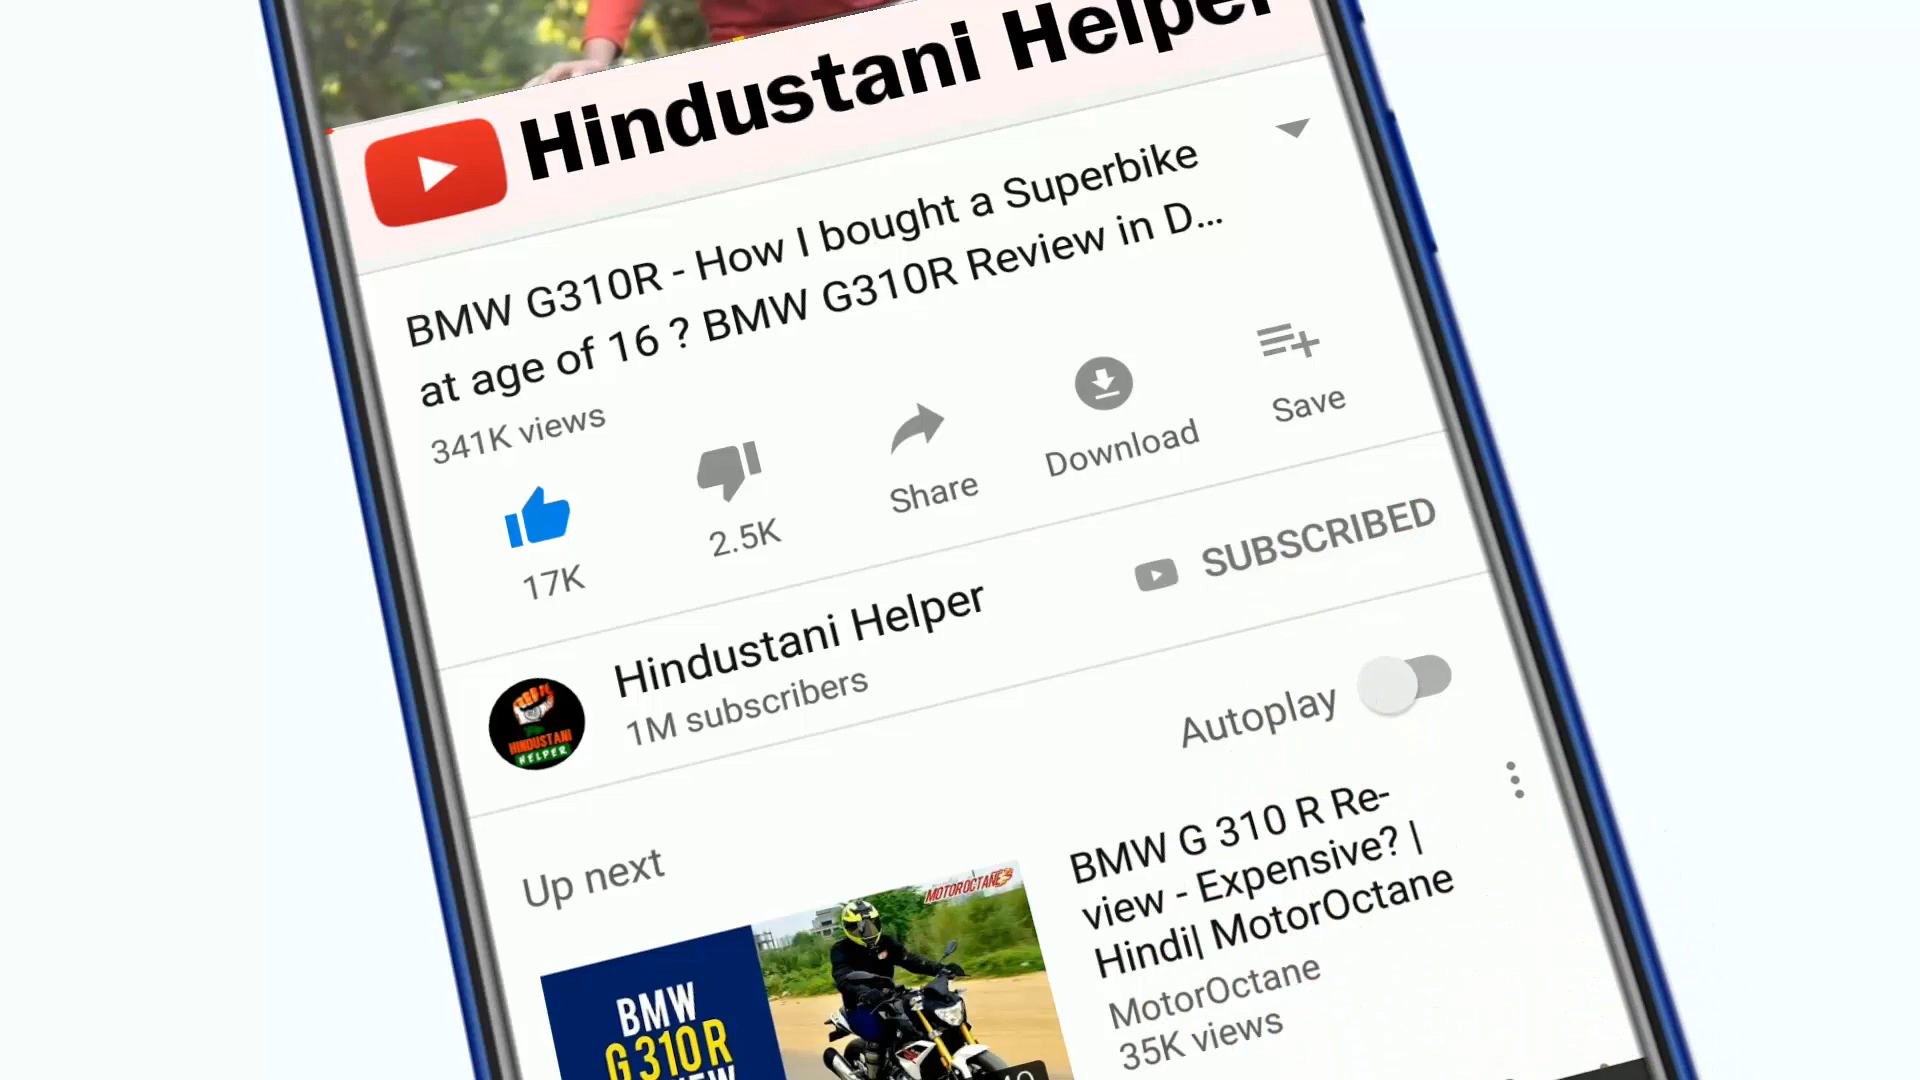 Hindustani Helper
BMW G310R - How I bought a Superbike
at age of 16 ? BMW G310R Review in D...
341K views
17K
2.5K
Share
Download
Save
Hindustani Helper
1M subscribers
SUBSCRIBED
HINDUSTANI
HELPER
Autoplay
Up next
BMW G 310 R Re-
view - Expensive? |
Hindi| MotorOctane
MotorOctane
35K views
MOTOROCTANE
BMW
G310R